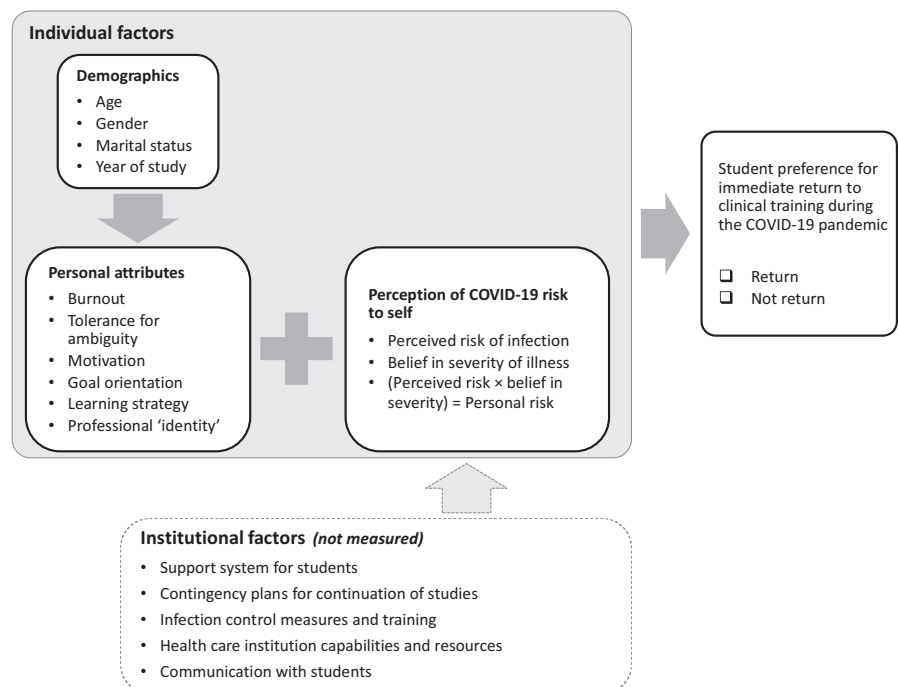 Individual factors
Demographics
• Age
• Gender
• Marital status
• Year of study
Personal attributes
• Burnout
• Tolerance for
ambiguity
• Motivation
• Goal orientation
• Learning strategy
• Professional ‘identity’
Perception of COVID-19 risk
to self
• Perceived risk of infection
• Belief in severity of illness
• (Perceived risk × belief in
severity) = Personal risk
Student preference for
immediate return to
clinical training during
the COVID-19 pandemic
❑ Return
❑ Not return
Institutional factors (not measured)
• Support system for students
• Contingency plans for continuation of studies
• Infection control measures and training
• Health care institution capabilities and resources
• Communication with students